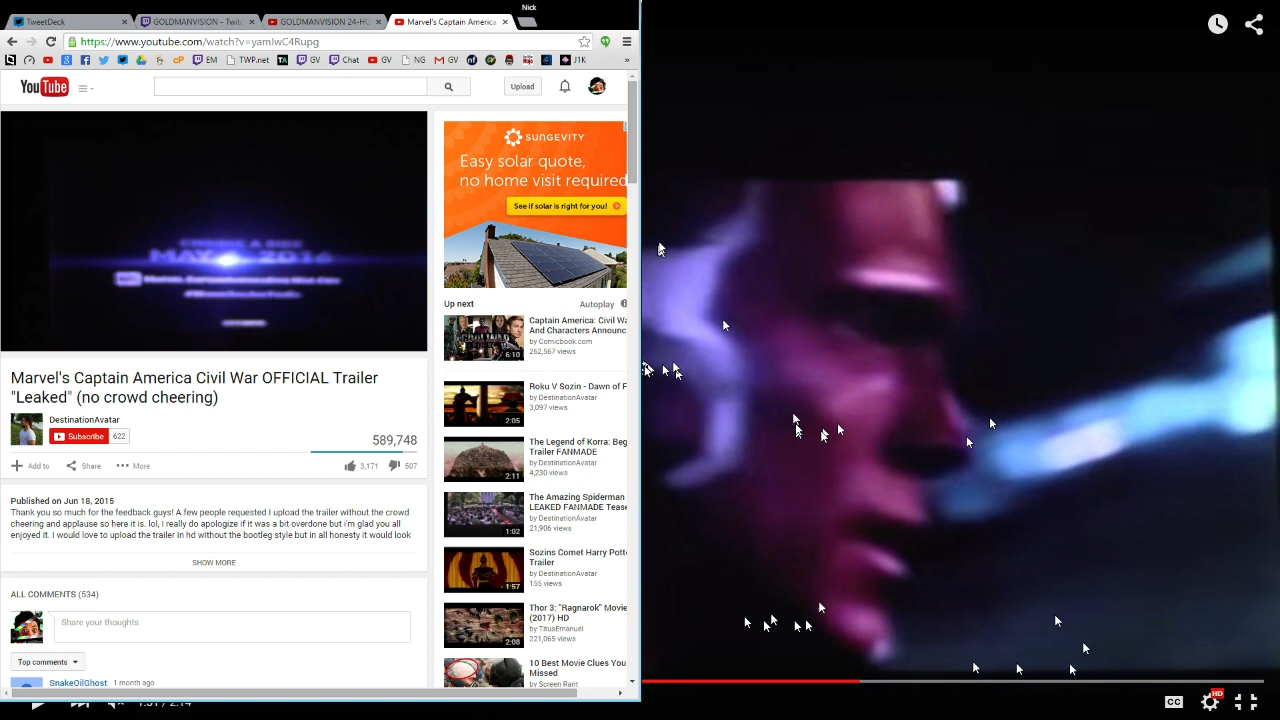 Nick
TweetDeck
GOLDMANVISION - Twitc
GOLDMANVISION 24-HO
Marvel's Captain America
https://www.youtube.com/watch?v=yamlwC4Rupg
EM
TWP.net
GV
Chat
GV
NG
GV
J1K
YouTube
Upload
SUNGEVITY
Easy solar quote,
no home visit required
See if solar is right for you!
MAY 6 2016
Up next
Autoplay
Captain America: Civil Wa
And Characters Announc
by Comicbook.com
262,567 views
6:10
Marvel's Captain America Civil War OFFICIAL Trailer
"Leaked" (no crowd cheering)
DestinationAvatar
Subscribe 622
589,748
Add to
Share
More
3,171
507
Roku V Sozin - Dawn of F
by DestinationAvatar
3,097 views
2:05
The Legend of Korra: Beg
Trailer FANMADE
by DestinationAvatar
4,230 views
2:11
Published on Jun 18, 2015
Thank you so much for the feedback guys! A few people requested I upload the trailer without the crowd
cheering and applause so here it is. lol, I really do apologize if it was a bit overdone but i'm glad you all
enjoyed it. I would love to upload the trailer in hd without the bootleg style but in all honesty it would look
SHOW MORE
The Amazing Spiderman
LEAKED FANMADE Tease
by DestinationAvatar
21,906 views
1:02
Sozins Comet Harry Potte
Trailer
by DestinationAvatar
155 views
1:57
ALL COMMENTS (534)
Share your thoughts
Top comments
SnakeOilGhost 1 month ago
Thor 3: "Ragnarok" Movie
(2017) HD
by TitusEmanuel
221,065 views
2:08
10 Best Movie Clues You
Missed
by Screen Rant
1:31 / 2:14
CC
HD